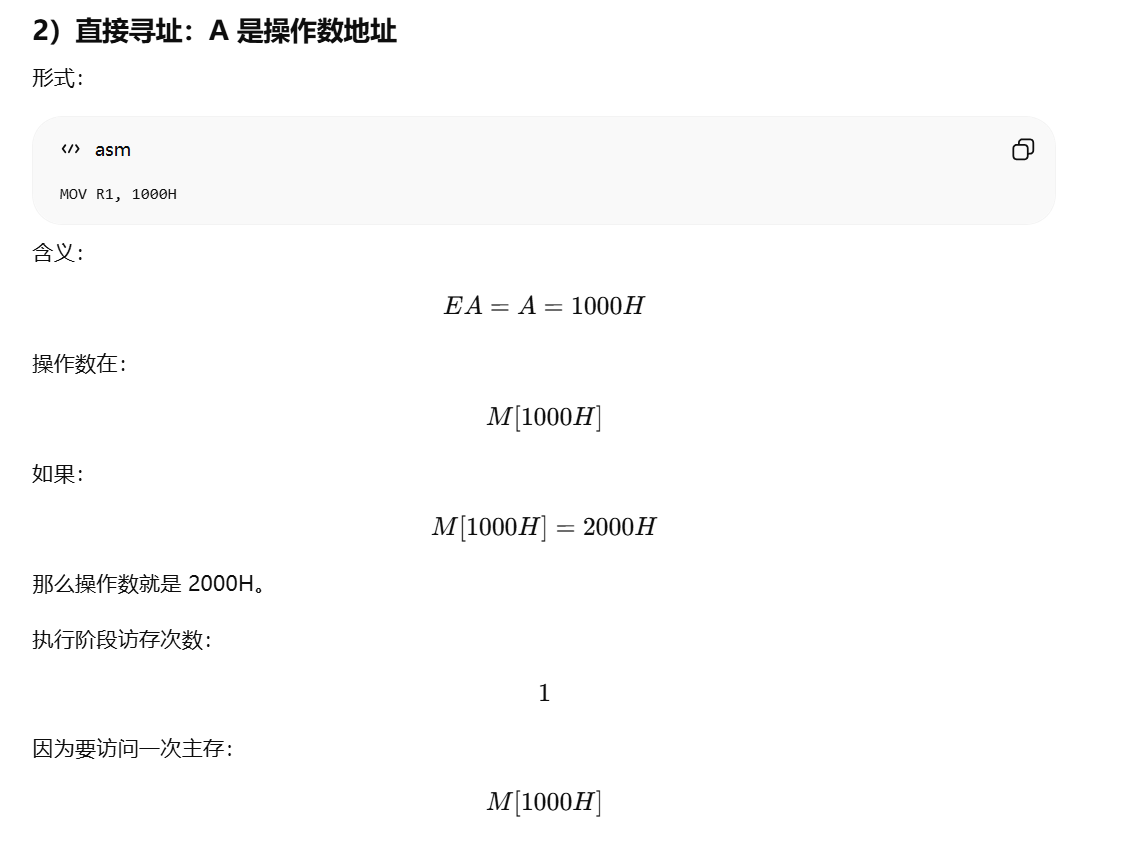 2）直接寻址：A 是操作数地址
形式：
asm
MOV R1, 1000H
含义：
EA = A = 1000H
操作数在：
M[1000H]
如果：
M[1000H] = 2000H
那么操作数就是 2000H。
执行阶段访存次数：
1
因为要访问一次主存：
M[1000H]